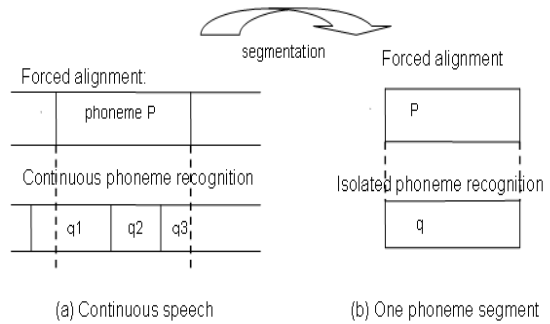 segmentation
Forced alignment:
phoneme P
Continuous phoneme recognition
q1 q2 q3
(a) Continuous speech
Forced alignment
P
Isolated phoneme recognition
q
(b) One phoneme segment